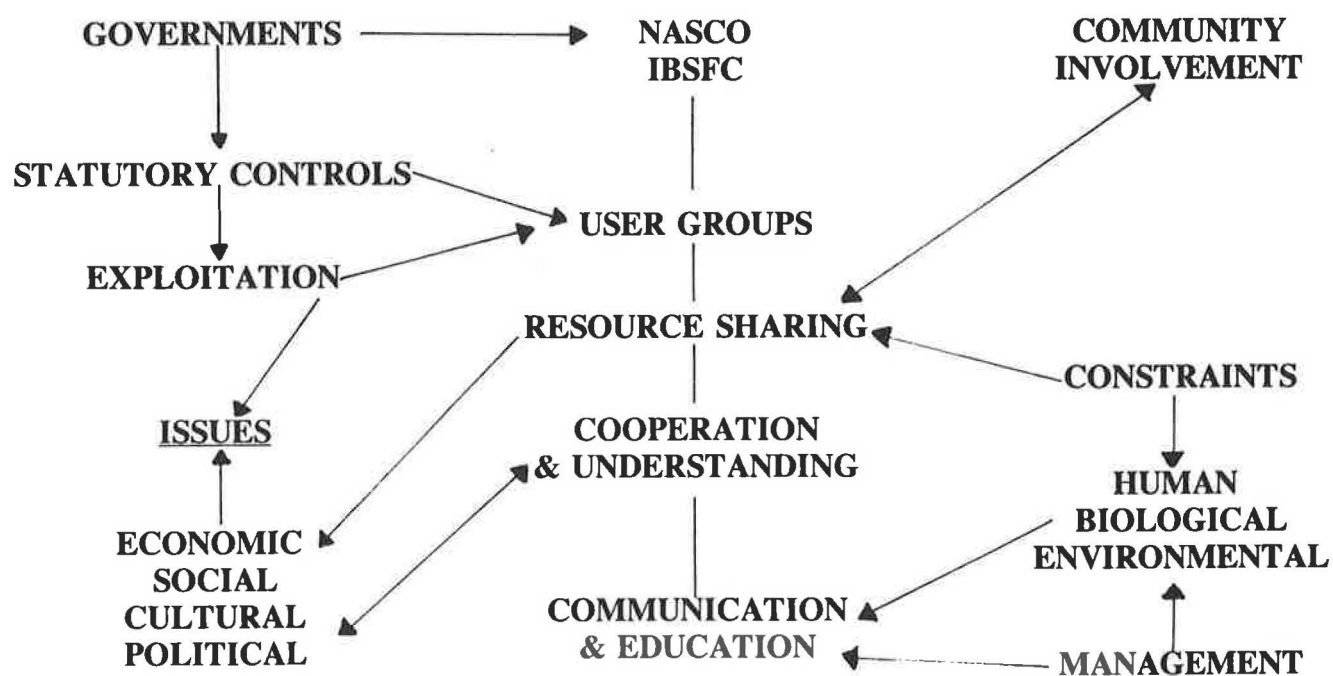 GOVERNMENTS
NASCO
IBSFC
COMMUNITY
INVOLVEMENT
STATUTORY CONTROLS
USER GROUPS
EXPLOITATION
RESOURCE SHARING
CONSTRAINTS
ISSUES
COOPERATION
& UNDERSTANDING
HUMAN
BIOLOGICAL
ENVIRONMENTAL
ECONOMIC
SOCIAL
CULTURAL
POLITICAL
COMMUNICATION
& EDUCATION
MANAGEMENT